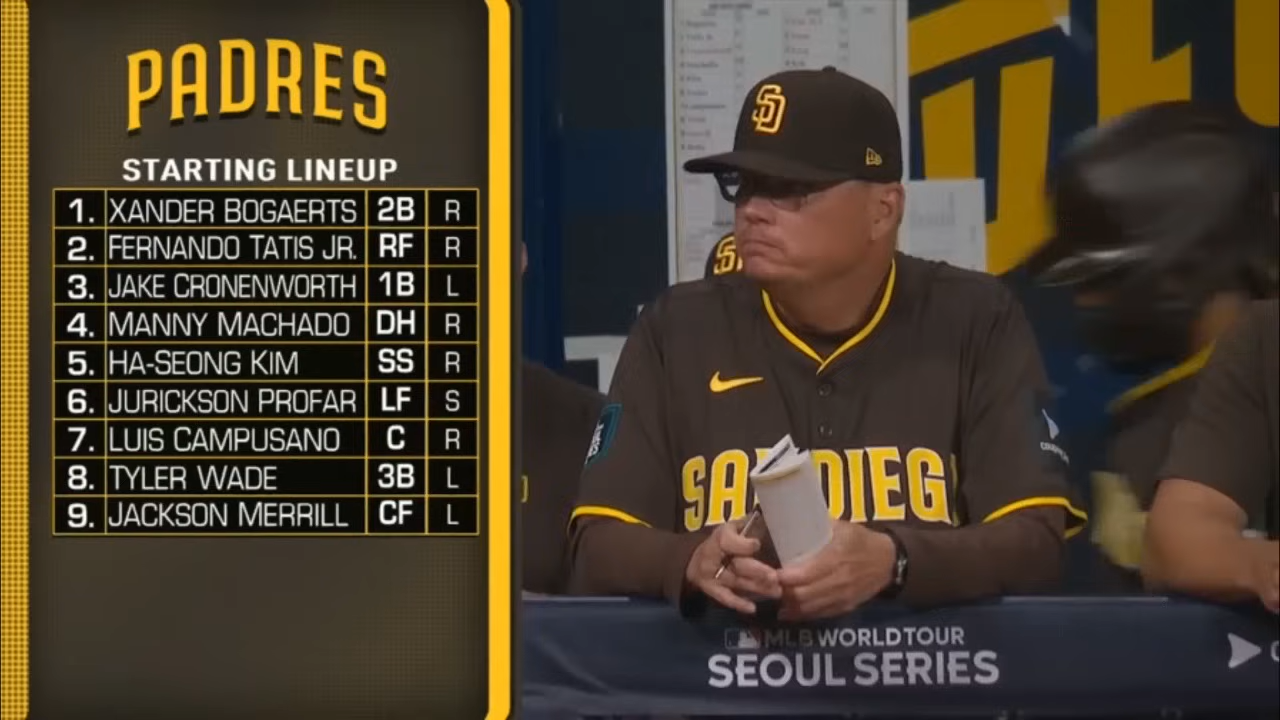 PADRES
STARTING LINEUP
1. XANDER BOGAERTS 2B R
2. FERNANDO TATIS JR. RF R
3. JAKE CRONENWORTH 1B L
4. MANNY MACHADO DH R
5. HA-SEONG KIM SS R
6. JURICKSON PROFAR LF S
7. LUIS CAMPUSANO C R
8. TYLER WADE 3B L
9. JACKSON MERRILL CF L
SD
SAN DIEG
MLB WORLD TOUR
SEOUL SERIES